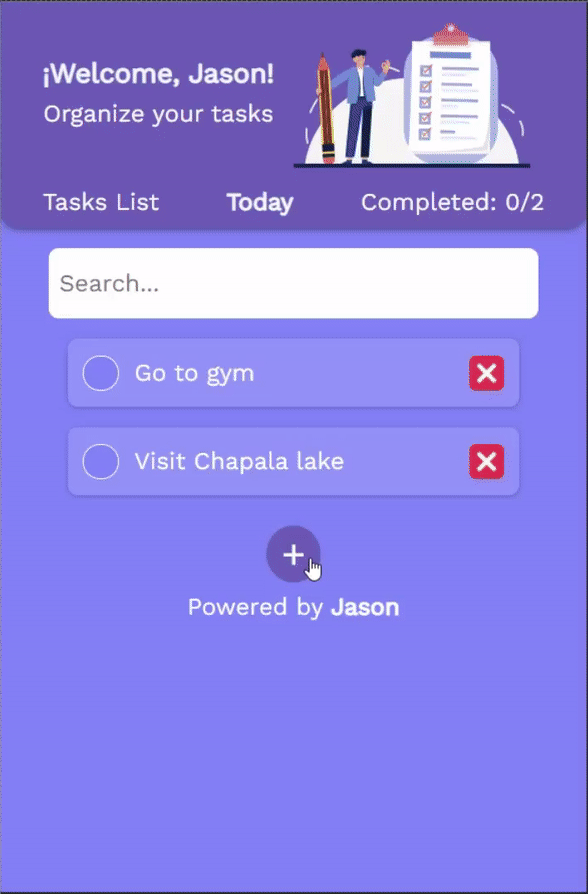 ¡Welcome, Jason!
Organize your tasks
Tasks List Today Completed: 0/2
Search...
Go to gym
Visit Chapala lake
+
Powered by Jason